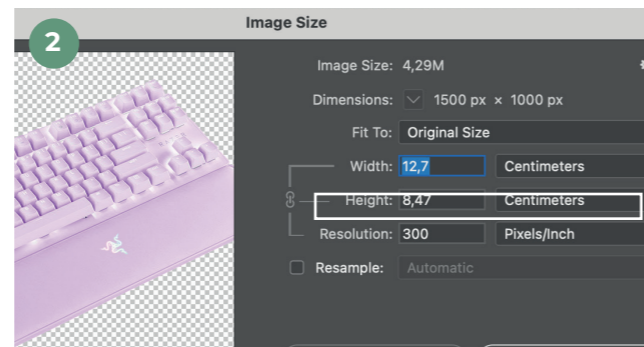 2
Image Size
Image Size: 4,29M
Dimensions: 1500 px × 1000 px
Fit To: Original Size
Width: 12,7 Centimeters
Height: 8,47 Centimeters
Resolution: 300 Pixels/Inch
Resample: Automatic